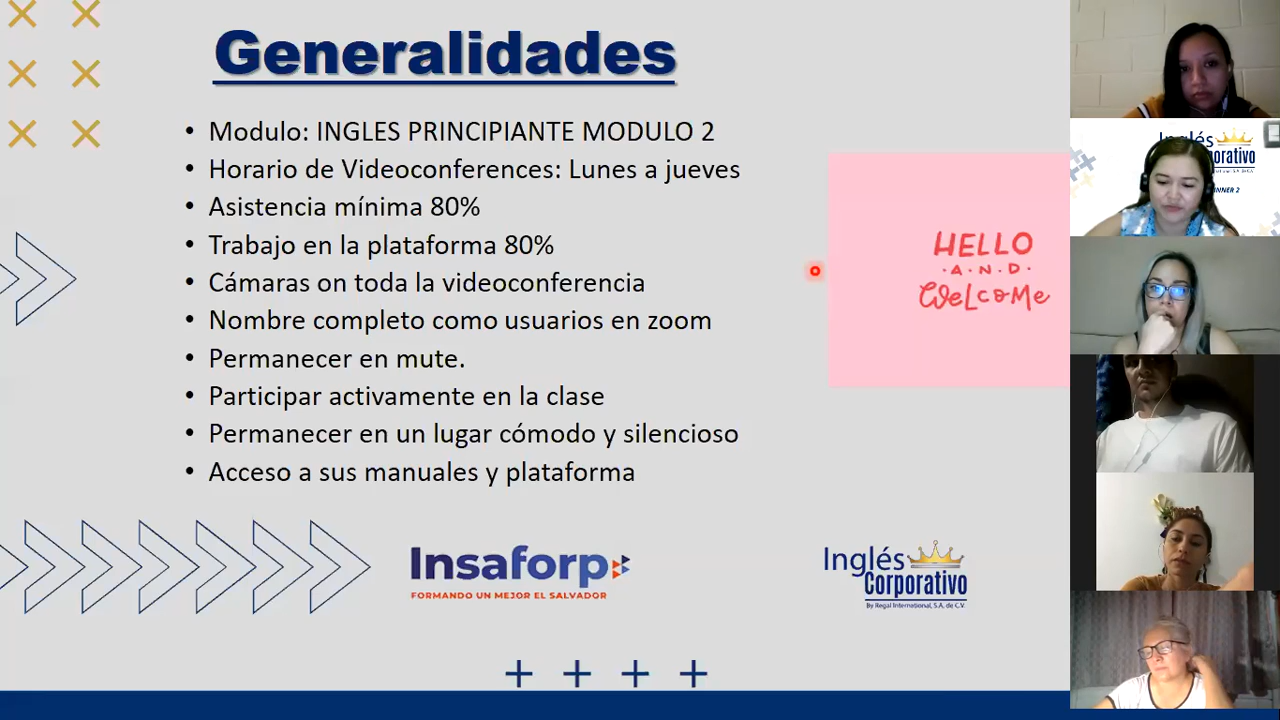 Generalidades
• Modulo: INGLES PRINCIPIANTE MODULO 2
• Horario de Videoconferences: Lunes a jueves
• Asistencia mínima 80%
• Trabajo en la plataforma 80%
• Cámaras on toda la videoconferencia
• Nombre completo como usuarios en zoom
• Permanecer en mute.
• Participar activamente en la clase
• Permanecer en un lugar cómodo y silencioso
• Acceso a sus manuales y plataforma
HELLO
·A·N·D·
WeLcoMe
Insaforp
FORMANDO UN MEJOR EL SALVADOR
Inglés
Corporativo
By Regal International, S.A. de C.V.
Inglés
porativo